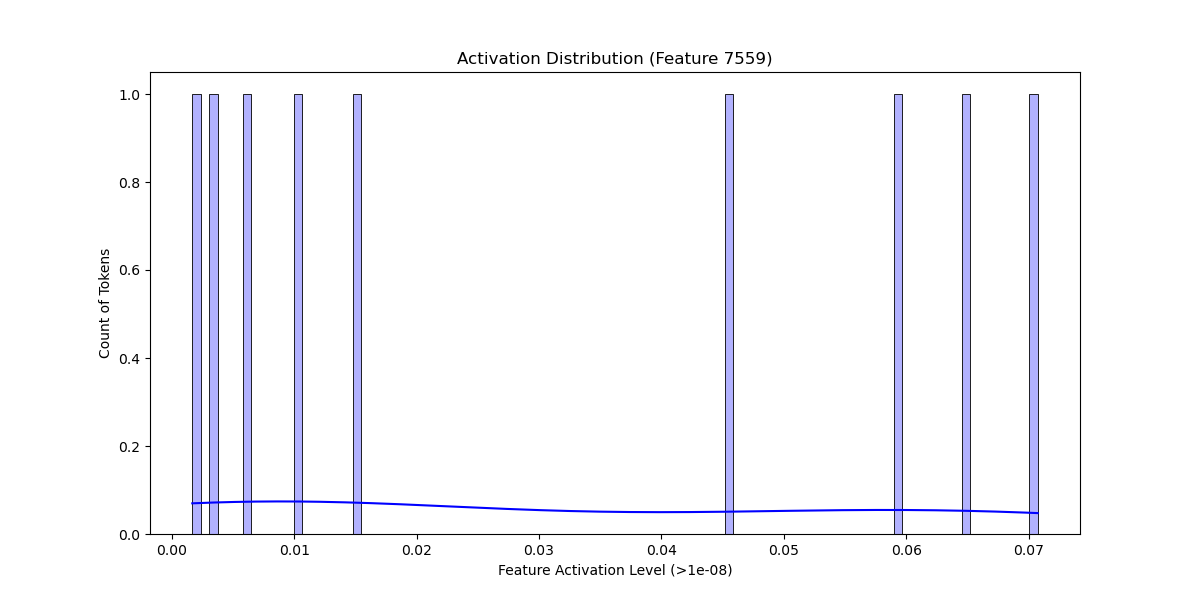 Activation Distribution (Feature 7559)
Count of Tokens
1.0
0.8
0.6
0.4
0.2
0.0
0.00 0.01 0.02 0.03 0.04 0.05 0.06 0.07
Feature Activation Level (>1e-08)